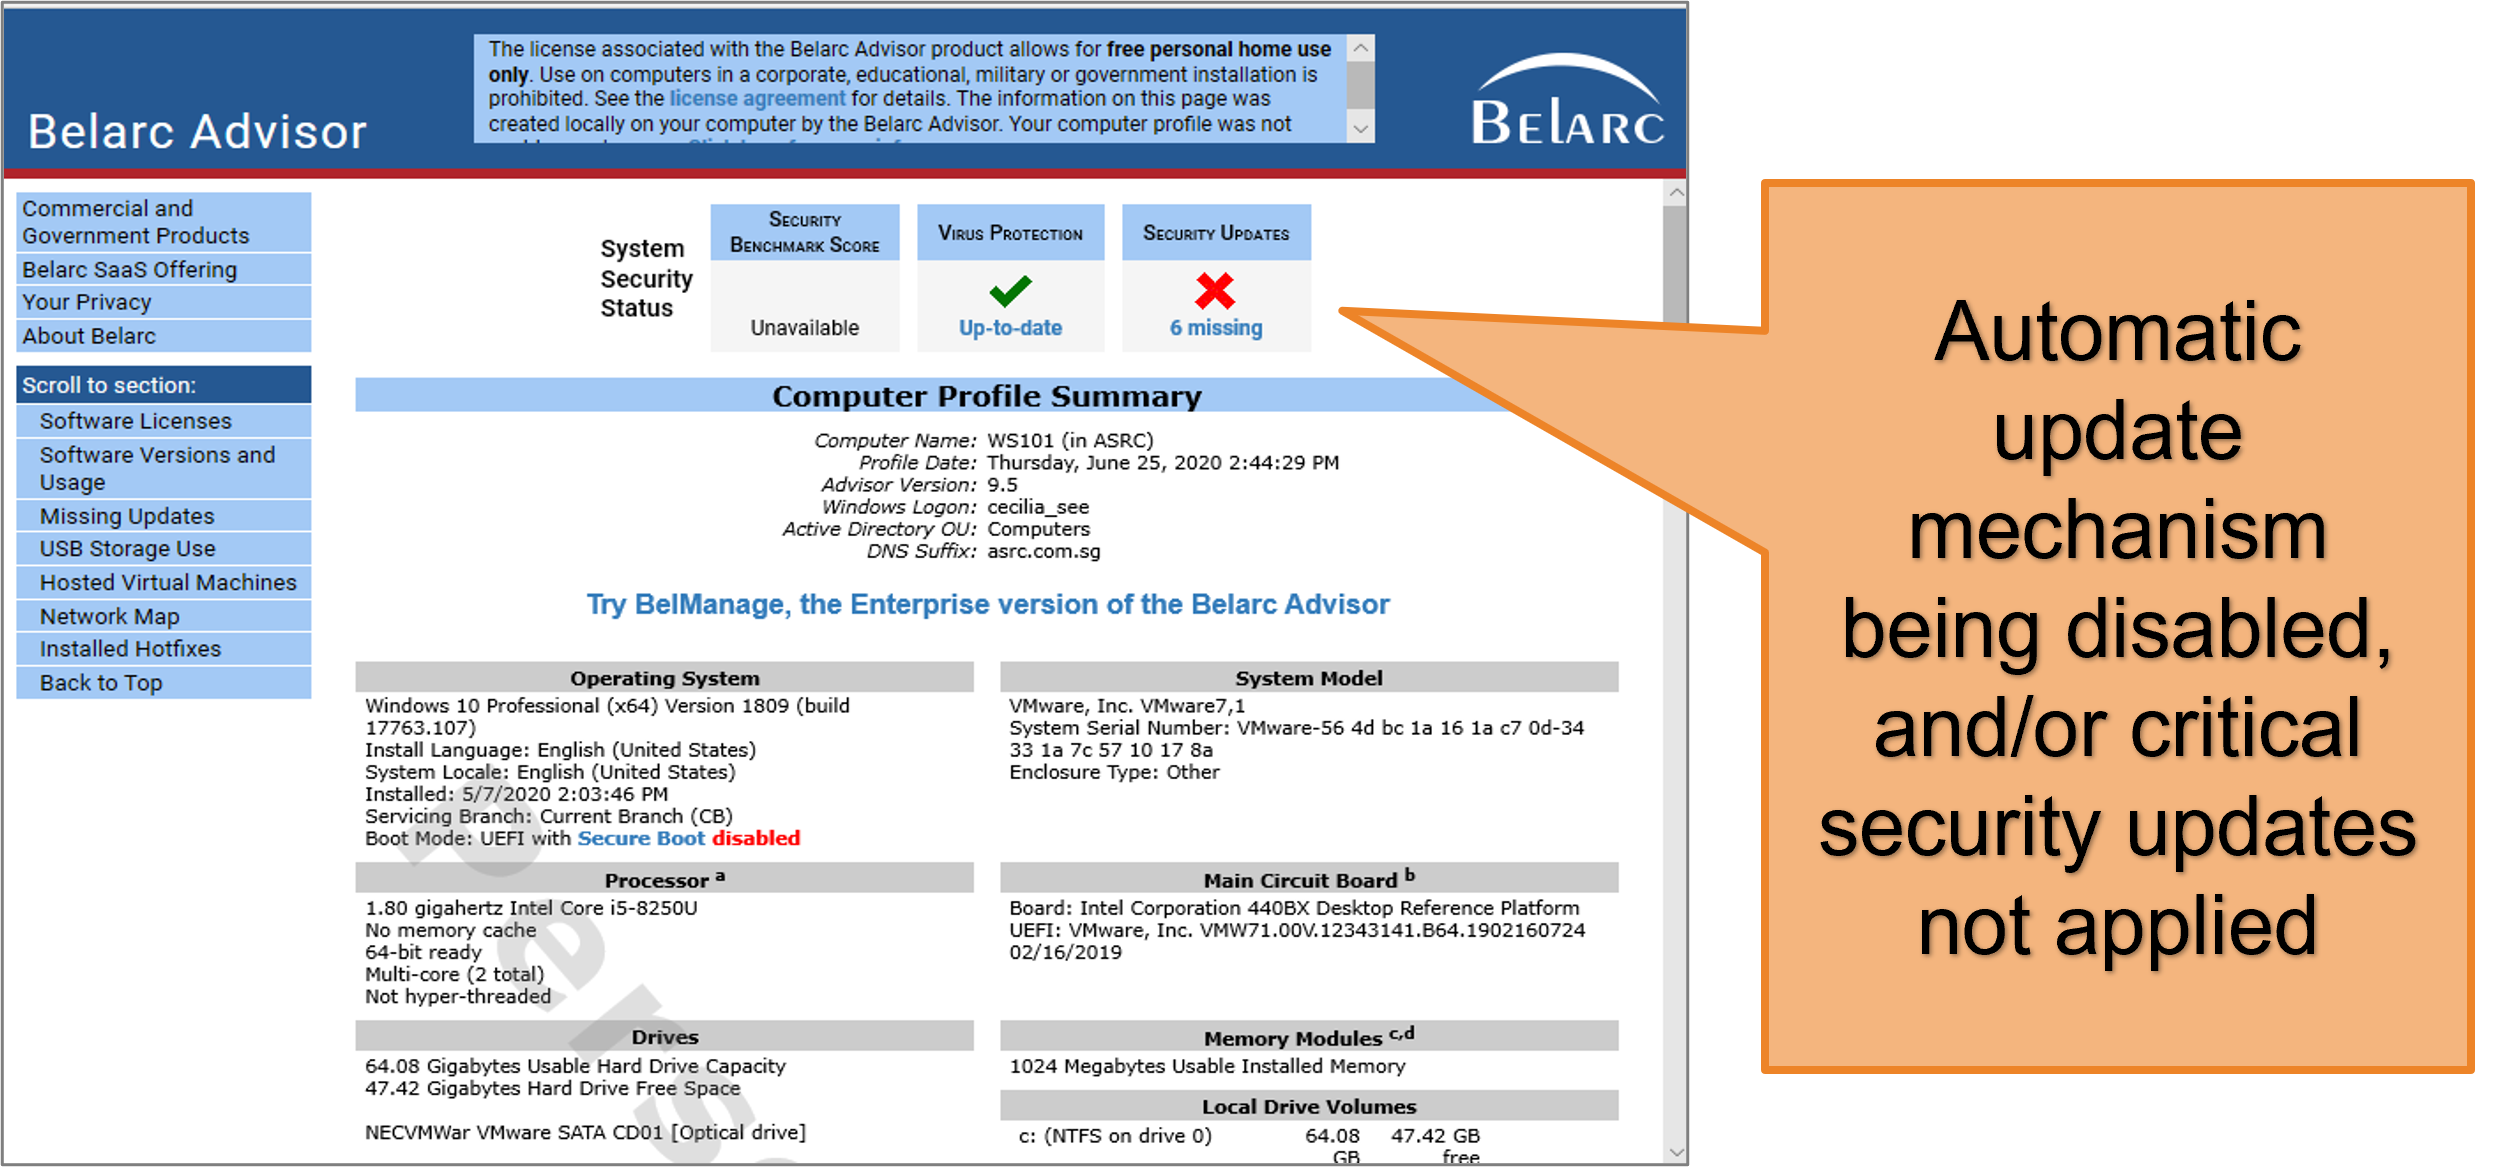 Belarc Advisor
The license associated with the Belarc Advisor product allows for free personal home use
only. Use on computers in a corporate, educational, military or government installation is
prohibited. See the license agreement for details. The information on this page was
created locally on your computer by the Belarc Advisor. Your computer profile was not
BELARC
Commercial and
Government Products
Belarc SaaS Offering
Your Privacy
About Belarc
Scroll to section:
Software Licenses
Software Versions and
Usage
Missing Updates
USB Storage Use
Hosted Virtual Machines
Network Map
Installed Hotfixes
Back to Top
System
Security
Status
Security
Benchmark Score
Unavailable
Virus Protection
Up-to-date
Security Updates
6 missing
Computer Profile Summary
Computer Name: WS101 (in ASRC)
Profile Date: Thursday, June 25, 2020 2:44:29 PM
Advisor Version: 9.5
Windows Logon: cecilia_see
Active Directory OU: Computers
DNS Suffix: asrc.com.sg
Try BelManage, the Enterprise version of the Belarc Advisor
Operating System
Windows 10 Professional (x64) Version 1809 (build
17763.107)
Install Language: English (United States)
System Locale: English (United States)
Installed: 5/7/2020 2:03:46 PM
Servicing Branch: Current Branch (CB)
Boot Mode: UEFI with Secure Boot disabled
System Model
VMware, Inc. VMware7,1
System Serial Number: VMware-56 4d bc 1a 16 1a c7 0d-34
33 1a 7c 57 10 17 8a
Enclosure Type: Other
Processor a
1.80 gigahertz Intel Core i5-8250U
No memory cache
64-bit ready
Multi-core (2 total)
Not hyper-threaded
Main Circuit Board b
Board: Intel Corporation 440BX Desktop Reference Platform
UEFI: VMware, Inc. VMW71.00V.12343141.B64.1902160724
02/16/2019
Drives
64.08 Gigabytes Usable Hard Drive Capacity
47.42 Gigabytes Hard Drive Free Space
NECVMWar VMware SATA CD01 [Optical drive]
Memory Modules c,d
1024 Megabytes Usable Installed Memory
Local Drive Volumes
c: (NTFS on drive 0) 64.08 47.42 GB
GB free
Pers
Automatic
update
mechanism
being disabled,
and/or critical
security updates
not applied